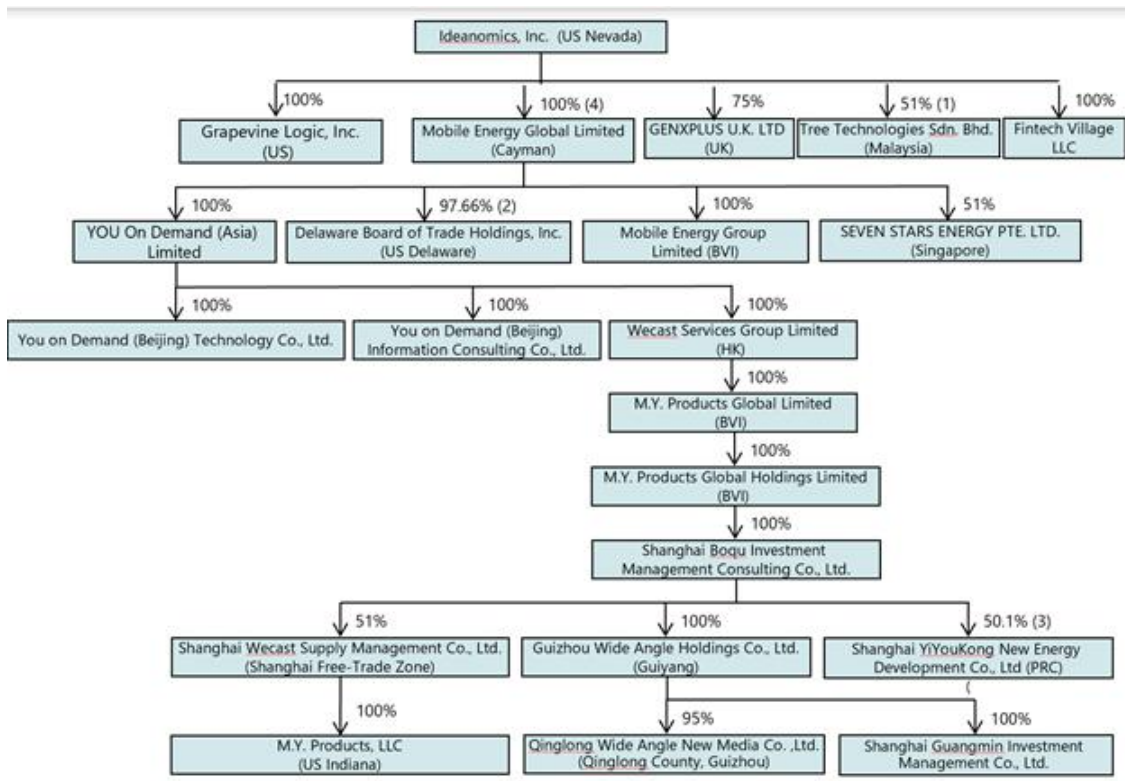 Ideanomics, Inc. (US Nevada)
100%
100% (4)
75%
51% (1)
100%
Grapevine Logic, Inc.
(US)
Mobile Energy Global Limited
(Cayman)
GENXPLUS U.K. LTD
(UK)
Tree Technologies Sdn. Bhd.
(Malaysia)
Fintech Village
LLC
100%
97.66% (2)
100%
51%
YOU On Demand (Asia)
Limited
Delaware Board of Trade Holdings, Inc.
(US Delaware)
Mobile Energy Group
Limited (BVI)
SEVEN STARS ENERGY PTE. LTD.
(Singapore)
100%
100%
100%
You on Demand (Beijing) Technology Co., Ltd.
You on Demand (Beijing)
Information Consulting Co., Ltd.
Wecast Services Group Limited
(HK)
100%
M.Y. Products Global Limited
(BVI)
100%
M.Y. Products Global Holdings Limited
(BVI)
100%
Shanghai Boqu Investment
Management Consulting Co., Ltd.
51%
100%
50.1% (3)
Shanghai Wecast Supply Management Co., Ltd.
(Shanghai Free-Trade Zone)
Guizhou Wide Angle Holdings Co., Ltd.
(Guiyang)
Shanghai YiYouKong New Energy
Development Co., Ltd (PRC)
(
100%
95%
100%
M.Y. Products, LLC
(US Indiana)
Qinglong Wide Angle New Media Co. ,Ltd.
(Qinglong County, Guizhou)
Shanghai Guangmin Investment
Management Co., Ltd.